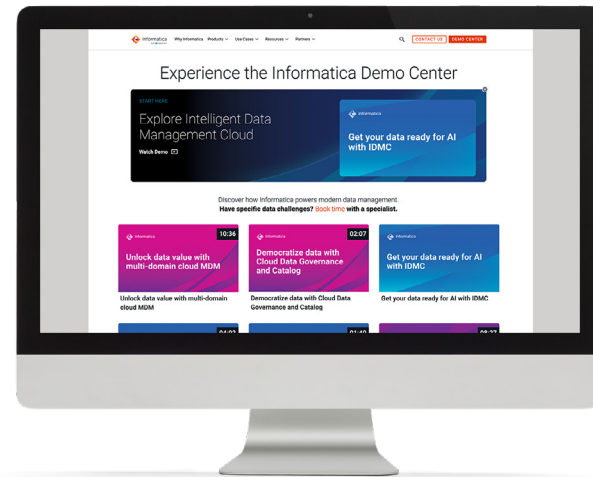 Informatica
Why Informatica Products Use Cases Resources Partners
CONTACT US DEMO CENTER
Experience the Informatica Demo Center
START HERE
Explore Intelligent Data
Management Cloud
Watch Demo
Informatica
Get your data ready for AI
with IDMC
Discover how Informatica powers modern data management.
Have specific data challenges? Book time with a specialist.
Informatica
10:36
Unlock data value with
multi-domain cloud MDM
Unlock data value with multi-domain
cloud MDM
Informatica
02:07
Democratize data with
Cloud Data Governance
and Catalog
Democratize data with Cloud Data
Governance and Catalog
Informatica
Get your data ready for AI
with IDMC
Get your data ready for AI with IDMC